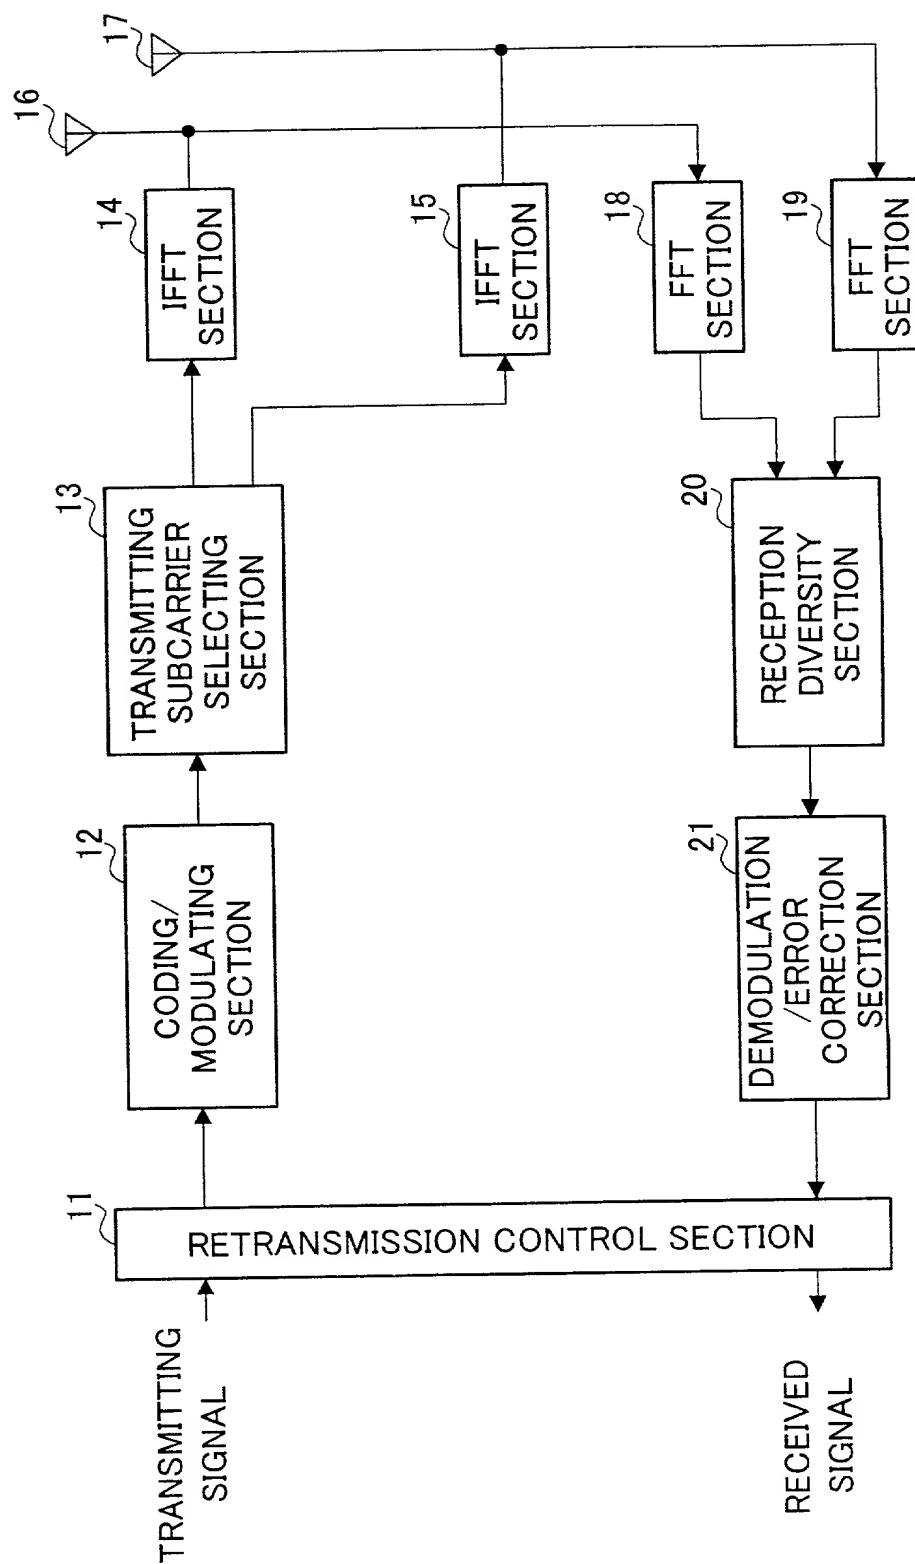 TRANSMITTING
SIGNAL
11
RETRANSMISSION CONTROL SECTION
12
CODING/
MODULATING
SECTION
13
TRANSMITTING
SUBCARRIER
SELECTING
SECTION
14
IFFT
SECTION
15
IFFT
SECTION
16
17
18
FFT
SECTION
19
FFT
SECTION
20
RECEPTION
DIVERSITY
SECTION
21
DEMODULATION
/ERROR
CORRECTION
SECTION
RECEIVED
SIGNAL